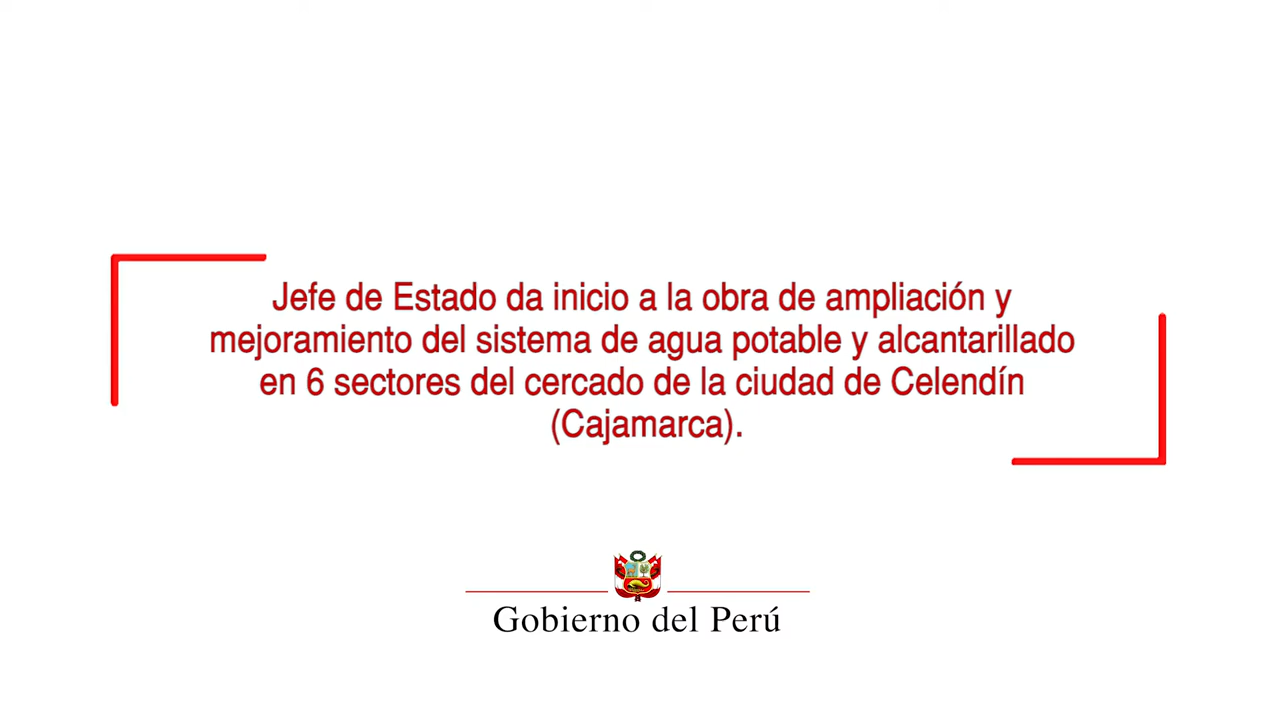 Jefe de Estado da inicio a la obra de ampliación y
mejoramiento del sistema de agua potable y alcantarillado
en 6 sectores del cercado de la ciudad de Celendín
(Cajamarca).
Gobierno del Perú